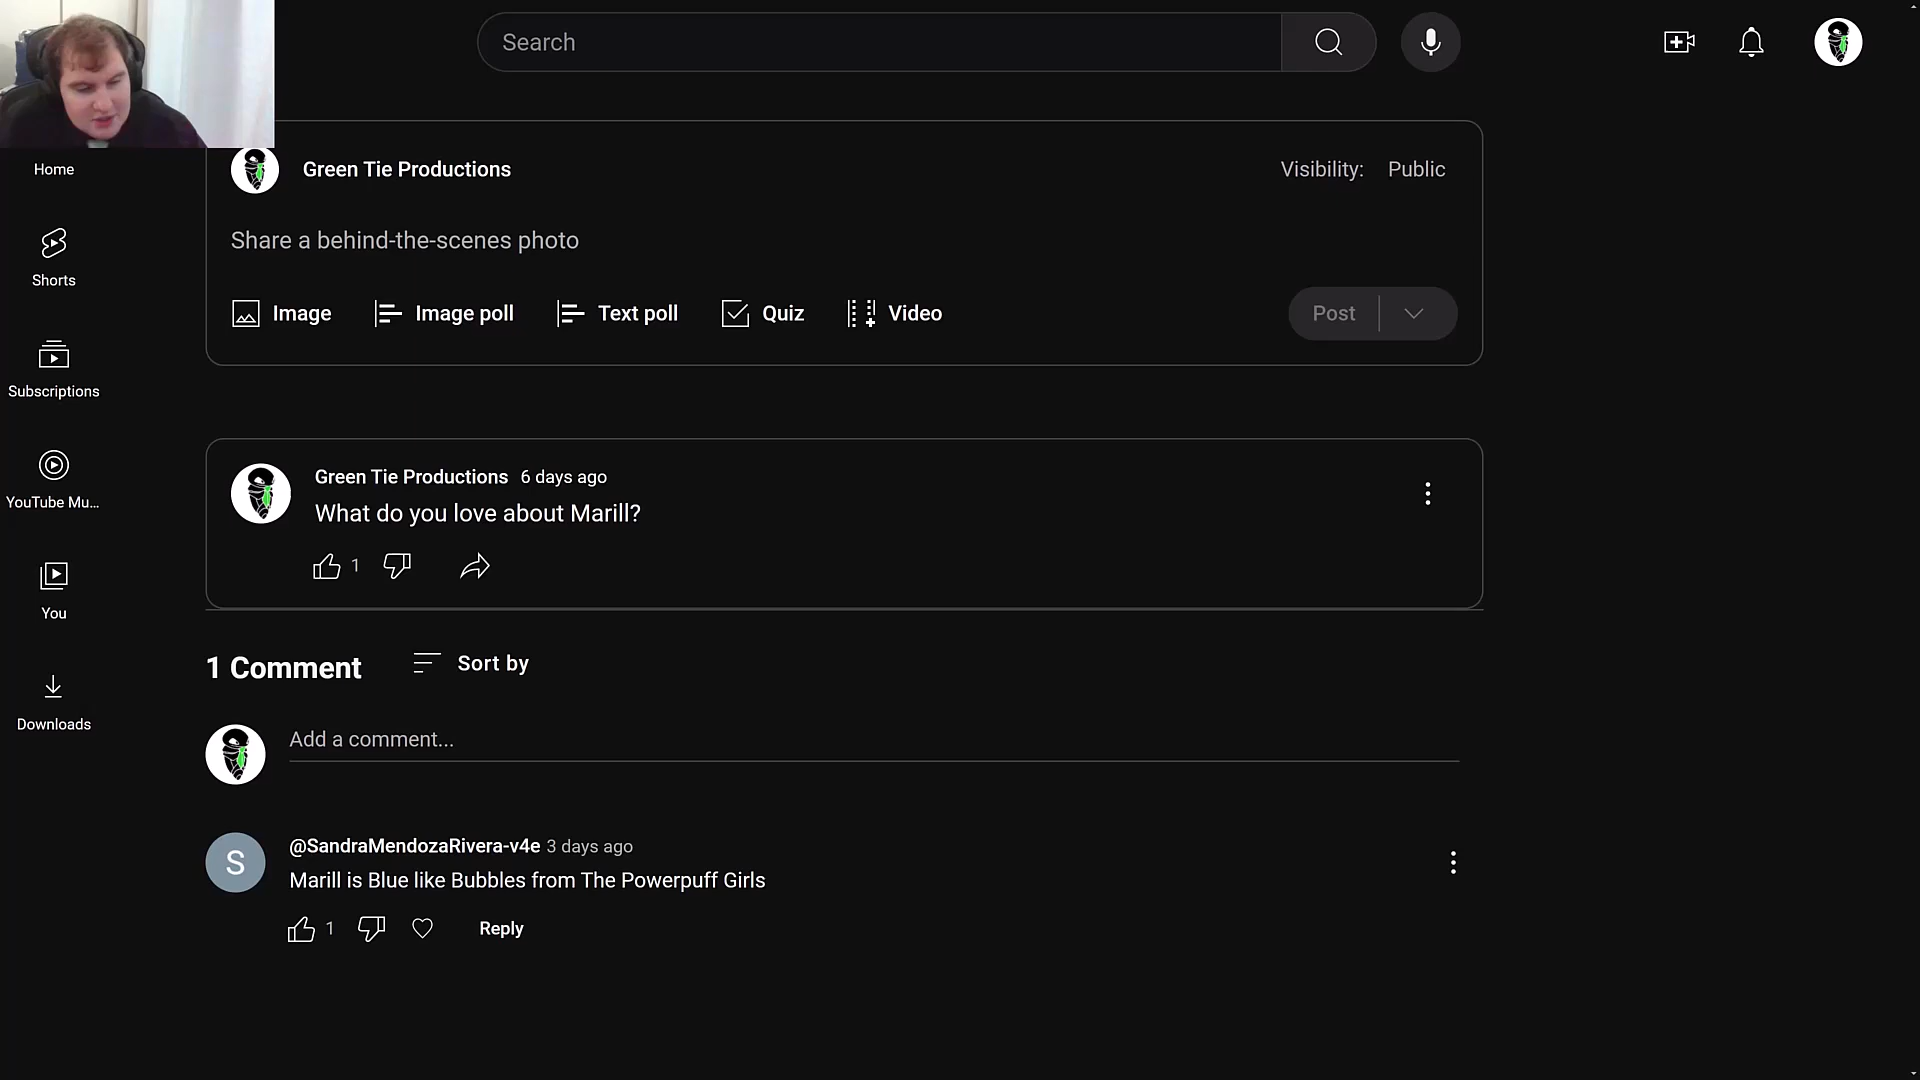 Search
Home
Shorts
Subscriptions
YouTube Mu...
You
Downloads
Green Tie Productions
Visibility: Public
Share a behind-the-scenes photo
Image
Image poll
Text poll
Quiz
Video
Post
Green Tie Productions 6 days ago
What do you love about Marill?
1
1 Comment
Sort by
Add a comment...
S
@SandraMendozaRivera-v4e 3 days ago
Marill is Blue like Bubbles from The Powerpuff Girls
1
Reply